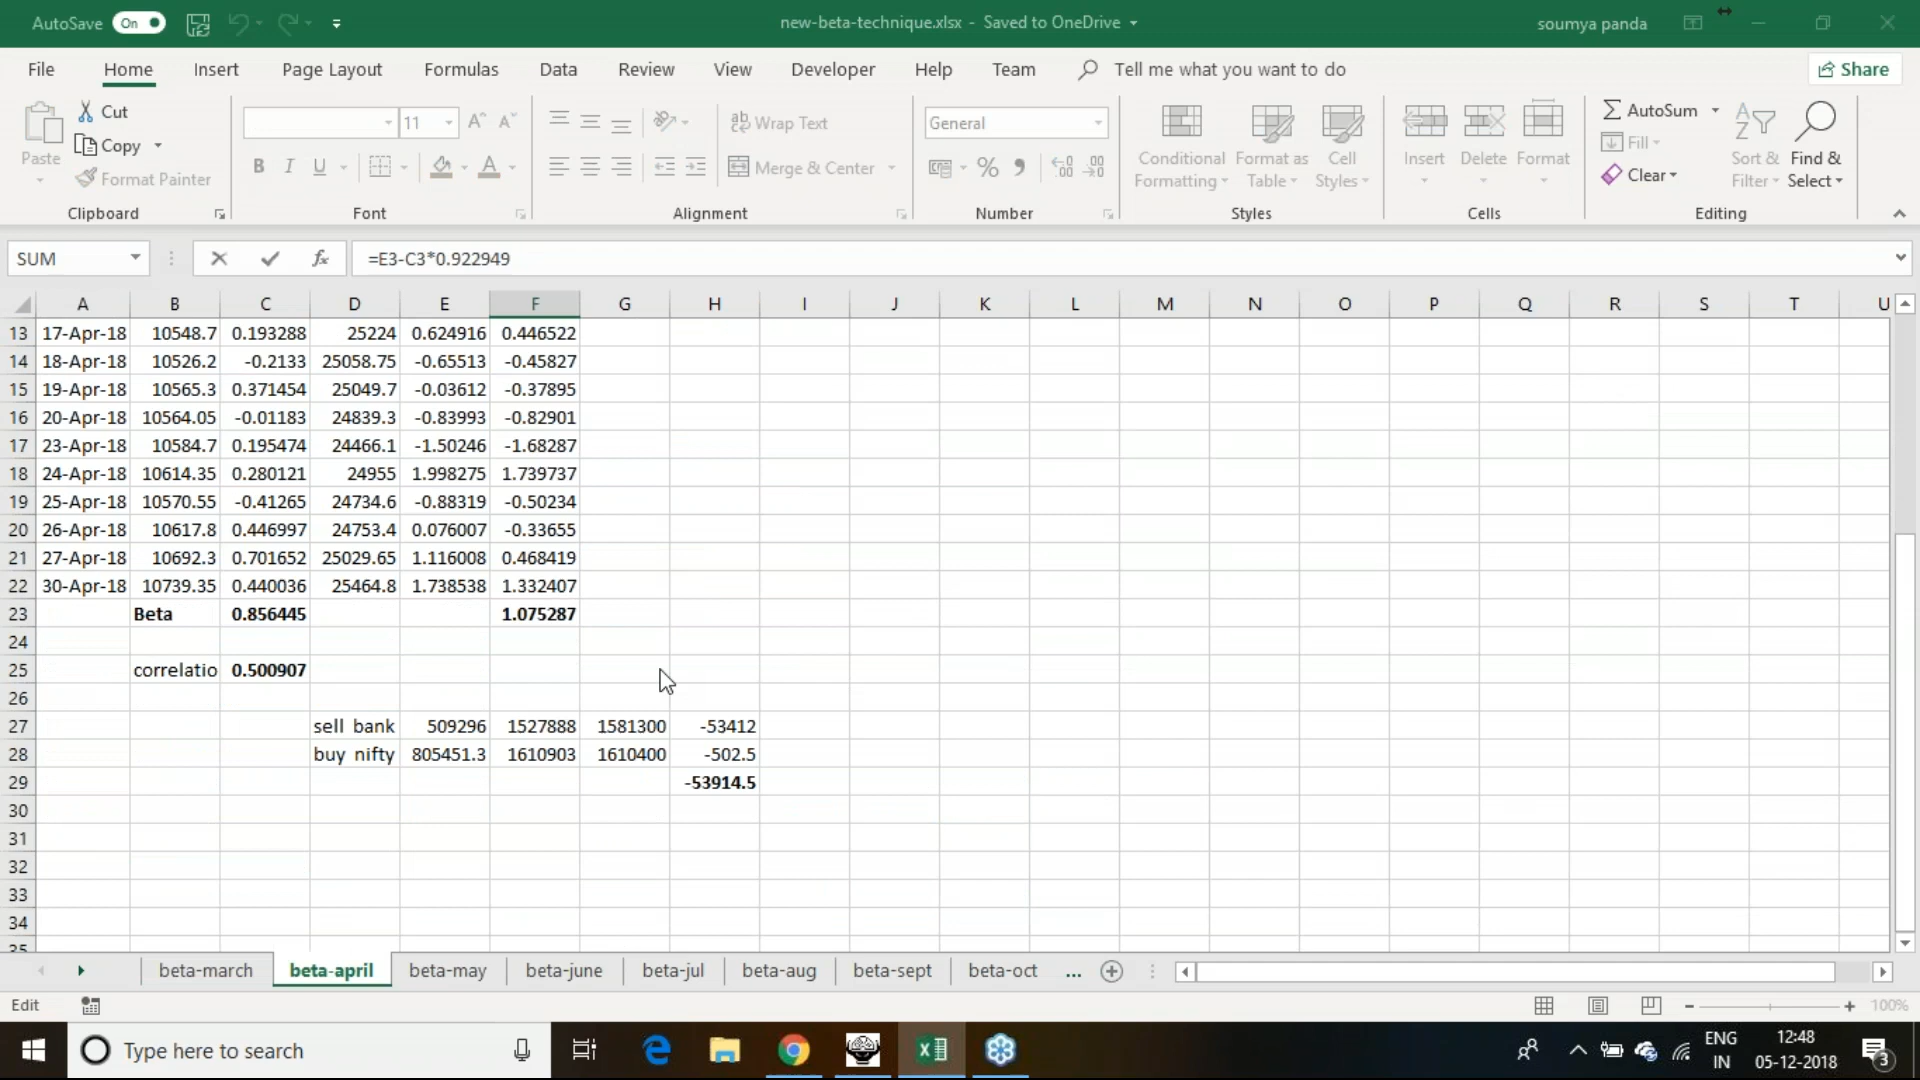 AutoSave On new-beta-technique.xlsx - Saved to OneDrive soumya panda
File Home Insert Page Layout Formulas Data Review View Developer Help Team Tell me what you want to do Share
Cut
Copy
Format Painter
Paste
Clipboard
11
B I U
A
Font
Wrap Text
Merge & Center
Alignment
General
%
Number
Conditional Formatting
Format as Table
Cell Styles
Styles
Insert Delete Format
Cells
AutoSum
Fill
Clear
Sort & Filter
Find & Select
Editing
SUM fx =E3-C3*0.922949
A B C D E F G H I J K L M N O P Q R S T U
13 17-Apr-18 10548.7 0.193288 25224 0.624916 0.446522
14 18-Apr-18 10526.2 -0.2133 25058.75 -0.65513 -0.45827
15 19-Apr-18 10565.3 0.371454 25049.7 -0.03612 -0.37895
16 20-Apr-18 10564.05 -0.01183 24839.3 -0.83993 -0.82901
17 23-Apr-18 10584.7 0.195474 24466.1 -1.50246 -1.68287
18 24-Apr-18 10614.35 0.280121 24955 1.998275 1.739737
19 25-Apr-18 10570.55 -0.41265 24734.6 -0.88319 -0.50234
20 26-Apr-18 10617.8 0.446997 24753.4 0.076007 -0.33655
21 27-Apr-18 10692.3 0.701652 25029.65 1.116008 0.468419
22 30-Apr-18 10739.35 0.440036 25464.8 1.738538 1.332407
23 Beta 0.856445 1.075287
24
25 correlatio 0.500907
26
27 sell bank 509296 1527888 1581300 -53412
28 buy nifty 805451.3 1610903 1610400 -502.5
29 -53914.5
30
31
32
33
34
35
beta-march beta-april beta-may beta-june beta-jul beta-aug beta-sept beta-oct ...
Edit 100%
Type here to search ENG IN 12:48 05-12-2018 3